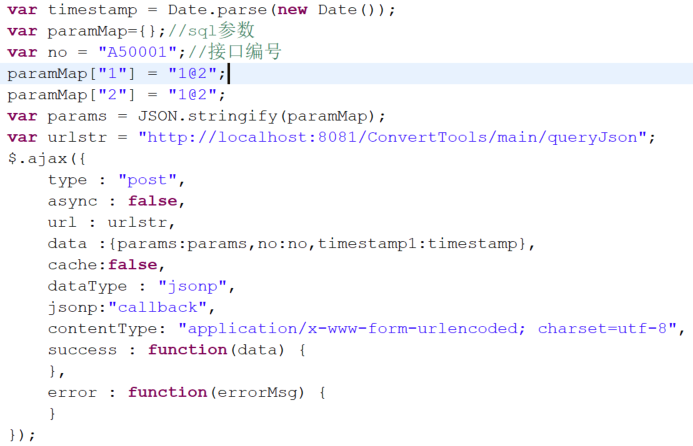 var timestamp = Date.parse(new Date());
var paramMap={};//sql参数
var no = "A50001";//接口编号
paramMap["1"] = "1@2";
paramMap["2"] = "1@2";
var params = JSON.stringify(paramMap);
var urlstr = "http://localhost:8081/ConvertTools/main/queryJson";
$.ajax({
    type : "post",
    async : false,
    url : urlstr,
    data :{params:params,no:no,timestamp1:timestamp},
    cache:false,
    dataType : "jsonp",
    jsonp:"callback",
    contentType: "application/x-www-form-urlencoded; charset=utf-8",
    success : function(data) {
    },
    error : function(errorMsg) {
    }
});